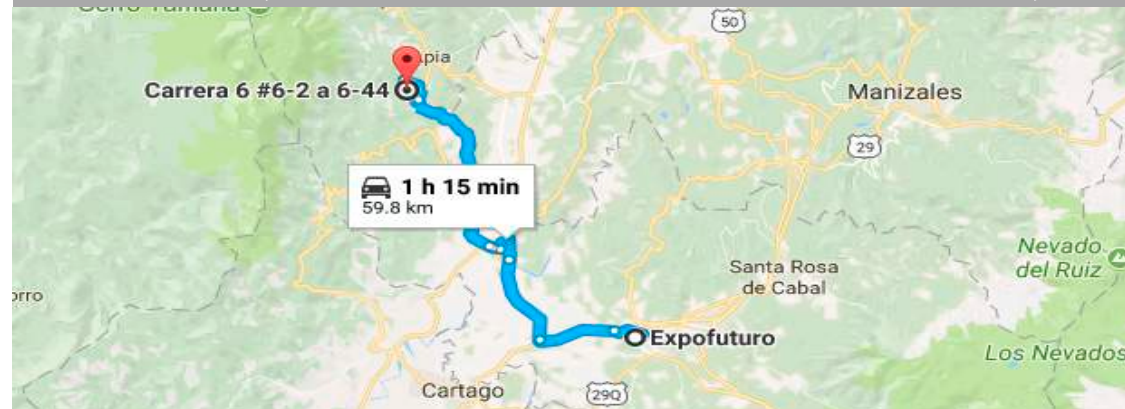 50
Carrera 6 #6-2 a 6-44
Manizales
29
1 h 15 min
59.8 km
Nevado
del Ruiz
Santa Rosa
de Cabal
Expofuturo
Los Nevados
Cartago
29Q